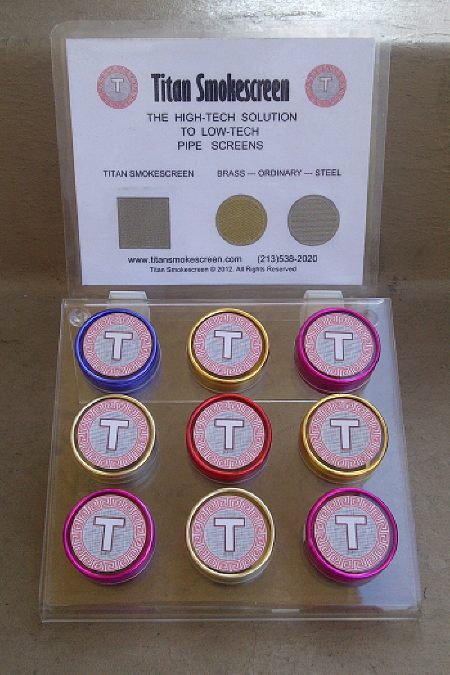 T Titan Smokescreen T
THE HIGH-TECH SOLUTION
TO LOW-TECH
PIPE SCREENS
TITAN SMOKESCREEN BRASS — ORDINARY — STEEL
www.titansmokescreen.com (213)538-2020
Titan Smokescreen © 2012. All Rights Reserved
T T T
T T T
T T T